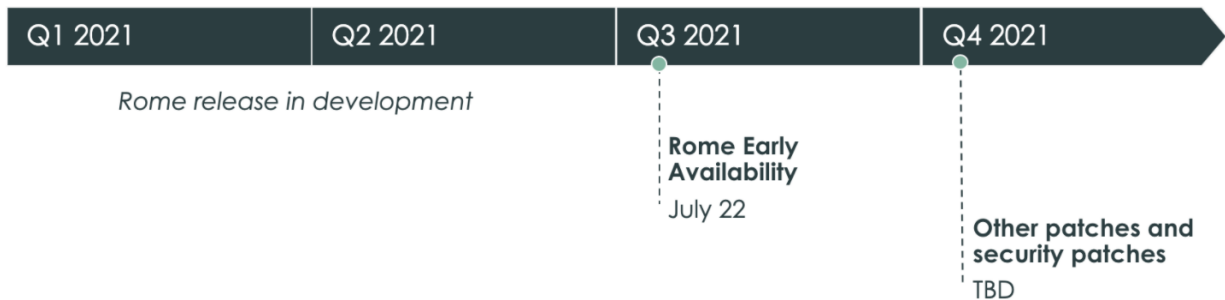 Q1 2021
Q2 2021
Q3 2021
Q4 2021
Rome release in development
Rome Early
Availability
July 22
Other patches and
security patches
TBD